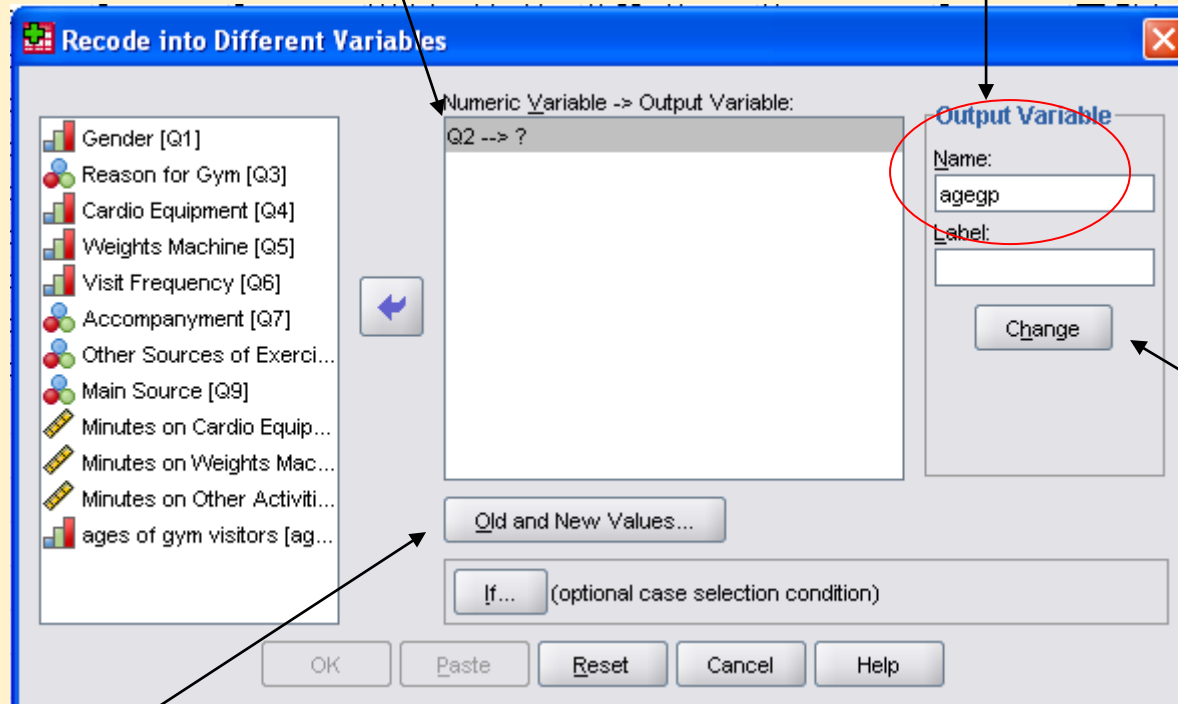 Recode into Different Variables
Numeric Variable -> Output Variable:
Gender [Q1]
Reason for Gym [Q3]
Cardio Equipment [Q4]
Weights Machine [Q5]
Visit Frequency [Q6]
Accompanyment [Q7]
Other Sources of Exerci...
Main Source [Q9]
Minutes on Cardio Equip...
Minutes on Weights Mac...
Minutes on Other Activiti...
ages of gym visitors [ag...
Q2 --> ?
Output Variable
Name:
agegp
Label:
Change
Old and New Values...
If... (optional case selection condition)
OK Paste Reset Cancel Help